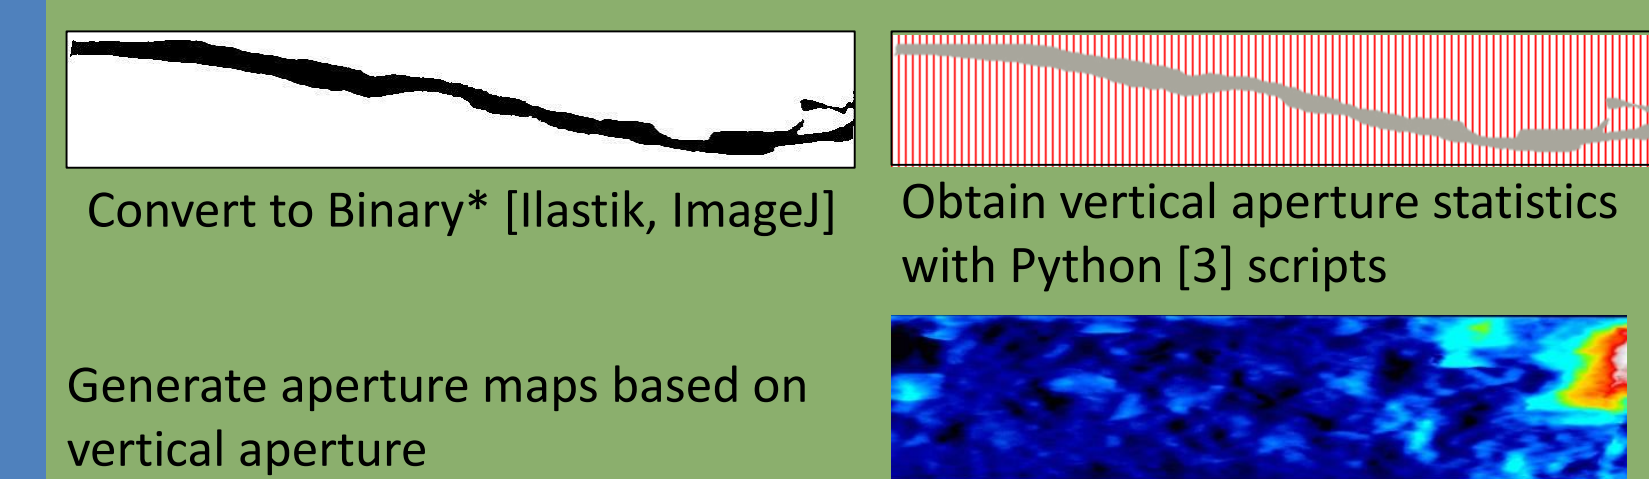 Convert to Binary* [Ilastik, ImageJ]
Obtain vertical aperture statistics
with Python [3] scripts
Generate aperture maps based on
vertical aperture